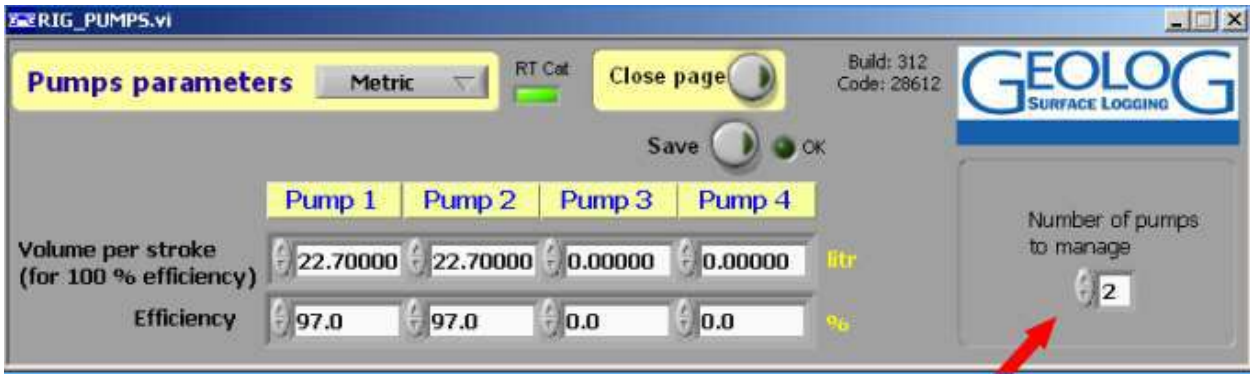 RIG_PUMPS.vi
Pumps parameters
Metric
RT Cat
Close page
Build: 312
Code: 28612
GEOLOG
SURFACE LOGGING
Save
OK
Pump 1 Pump 2 Pump 3 Pump 4
Volume per stroke
(for 100 % efficiency)
22.70000 22.70000 0.00000 0.00000 litr
Efficiency 97.0 97.0 0.0 0.0 %
Number of pumps
to manage
2